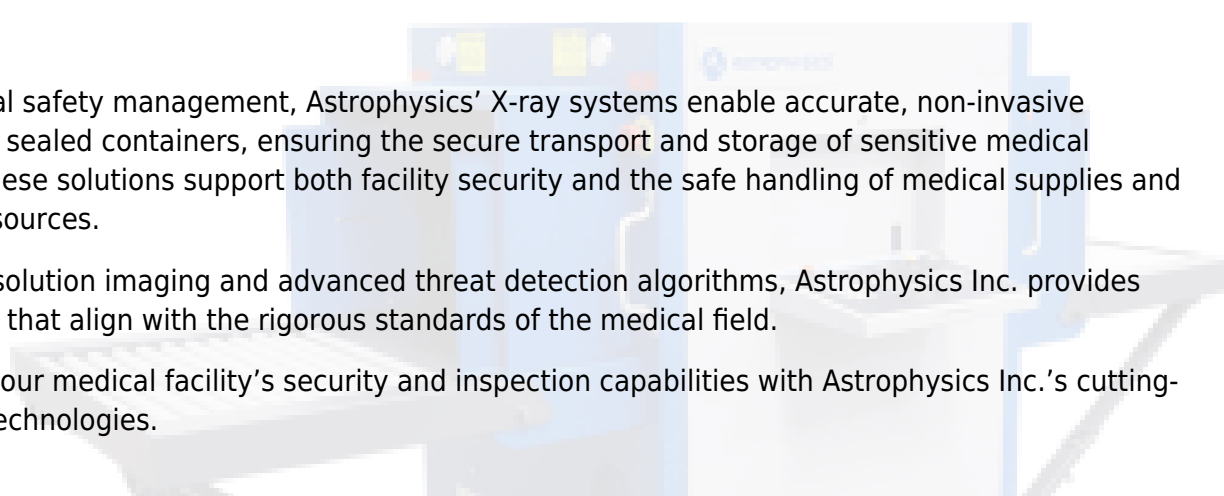 al safety management, Astrophysics’ X-ray systems enable accurate, non-invasive
sealed containers, ensuring the secure transport and storage of sensitive medical
ese solutions support both facility security and the safe handling of medical supplies and
sources.
solution imaging and advanced threat detection algorithms, Astrophysics Inc. provides
that align with the rigorous standards of the medical field.
our medical facility’s security and inspection capabilities with Astrophysics Inc.’s cutting-
echnologies.